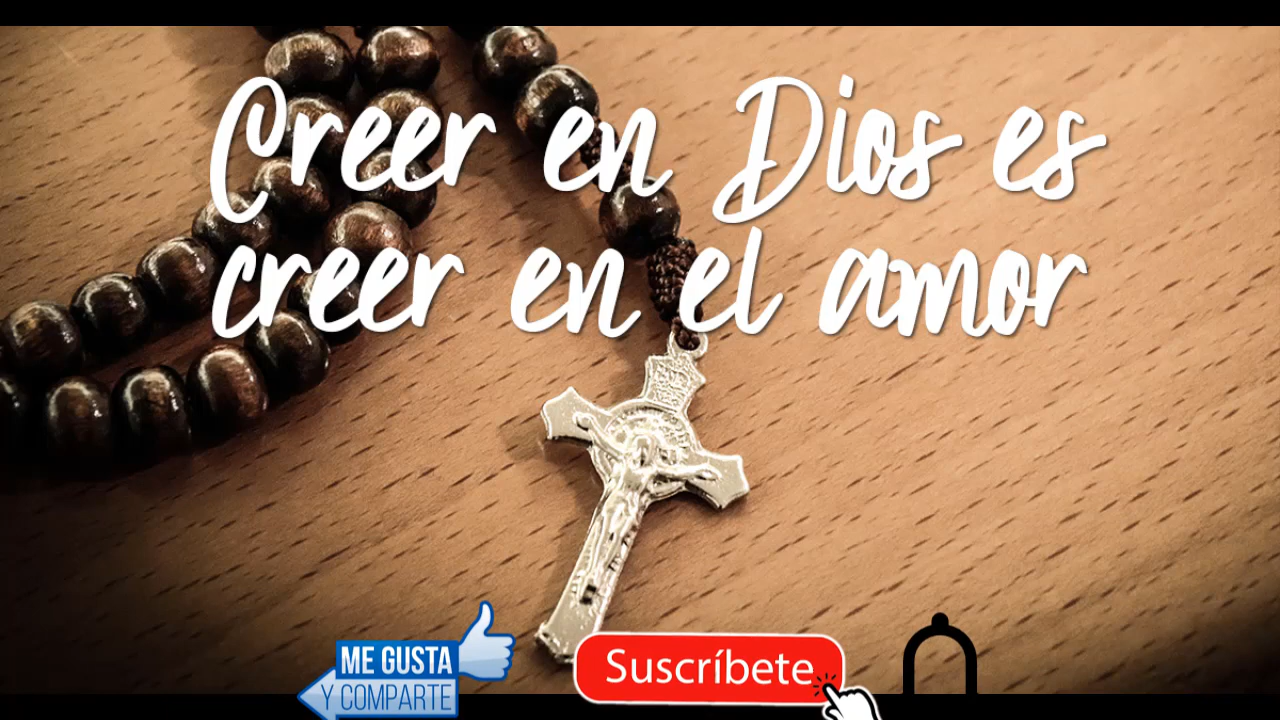 Creer en Dios es
creer en el amor
ME GUSTA
Y COMPARTE
Suscríbete